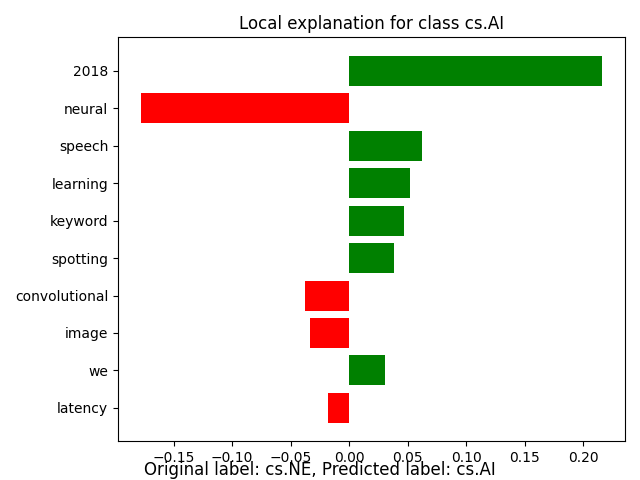 Local explanation for class cs.AI
2018
neural
speech
learning
keyword
spotting
convolutional
image
we
latency
−0.15 −0.10 −0.05 0.00 0.05 0.10 0.15 0.20
Original label: cs.NE, Predicted label: cs.AI